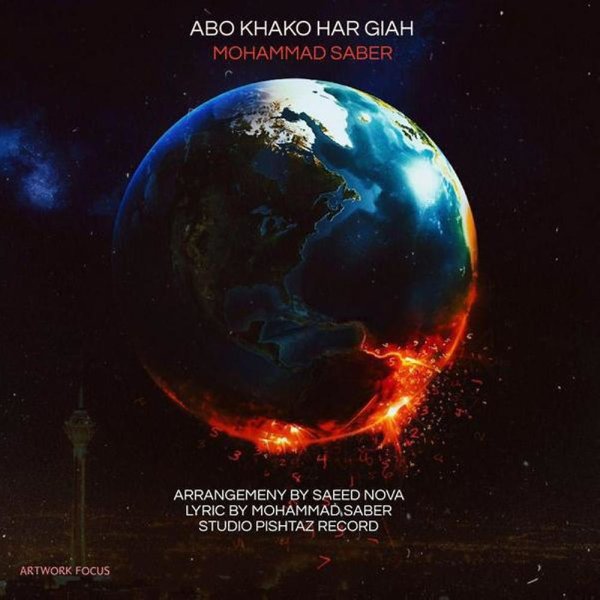 ABO KHAKO HAR GIAH
MOHAMMAD SABER
ARRANGEMENY BY SAEED NOVA
LYRIC BY MOHAMMAD SABER
STUDIO PISHTAZ RECORD
ARTWORK FOCUS